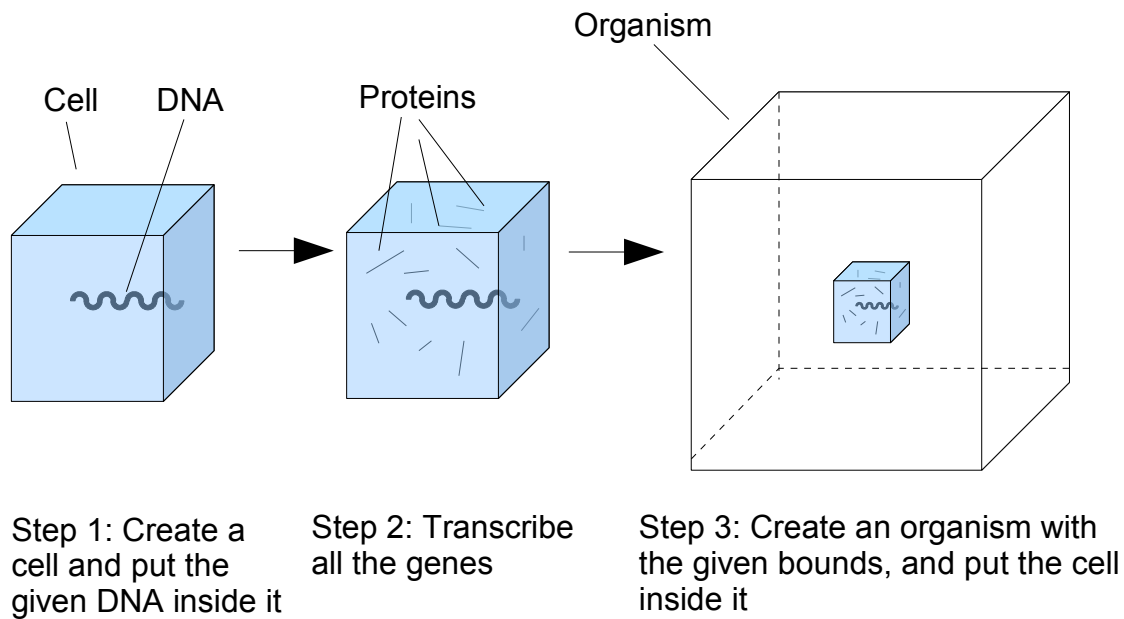 Organism
Cell
DNA
Proteins
Step 1: Create a
cell and put the
given DNA inside it
Step 2: Transcribe
all the genes
Step 3: Create an organism with
the given bounds, and put the cell
inside it